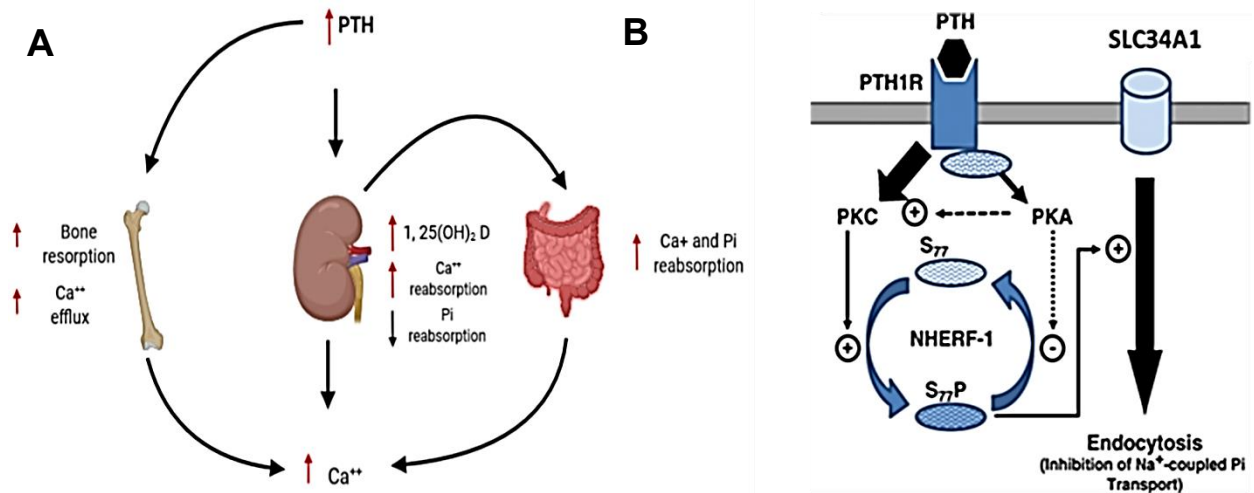 A
PTH
Bone
resorption
Ca⁺⁺
efflux
1, 25(OH)₂ D
Ca⁺⁺
reabsorption
Pi
reabsorption
Ca+ and Pi
reabsorption
Ca⁺⁺
B
PTH
SLC34A1
PTH1R
PKC
+
PKA
S₇₇
+
NHERF-1
+
-
S₇₇P
Endocytosis
(Inhibition of Na⁺-coupled Pi
Transport)